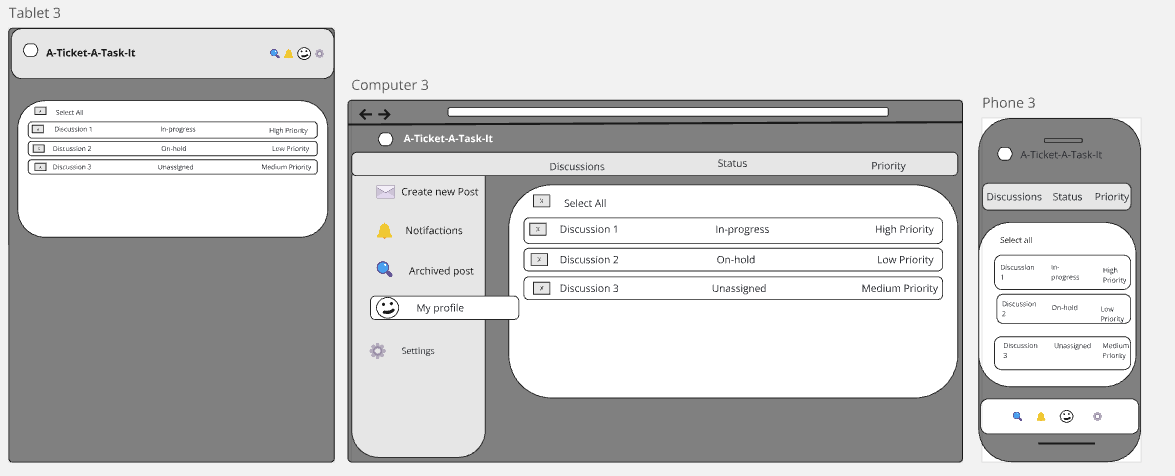 Tablet 3
A-Ticket-A-Task-It
x Select All
x Discussion 1 In-progress High Priority
x Discussion 2 On-hold Low Priority
x Discussion 3 Unassigned Medium Priority
Computer 3
A-Ticket-A-Task-It
Discussions Status Priority
Create new Post
Notifactions
Archived post
My profile
Settings
X Select All
X Discussion 1 In-progress High Priority
X Discussion 2 On-hold Low Priority
X Discussion 3 Unassigned Medium Priority
Phone 3
A-Ticket-A-Task-It
Discussions Status Priority
Select all
Discussion
1
In-
progress
High
Priority
Discussion
2
On-hold
Low
Priority
Discussion
3
Unassigned
Medium
Priority